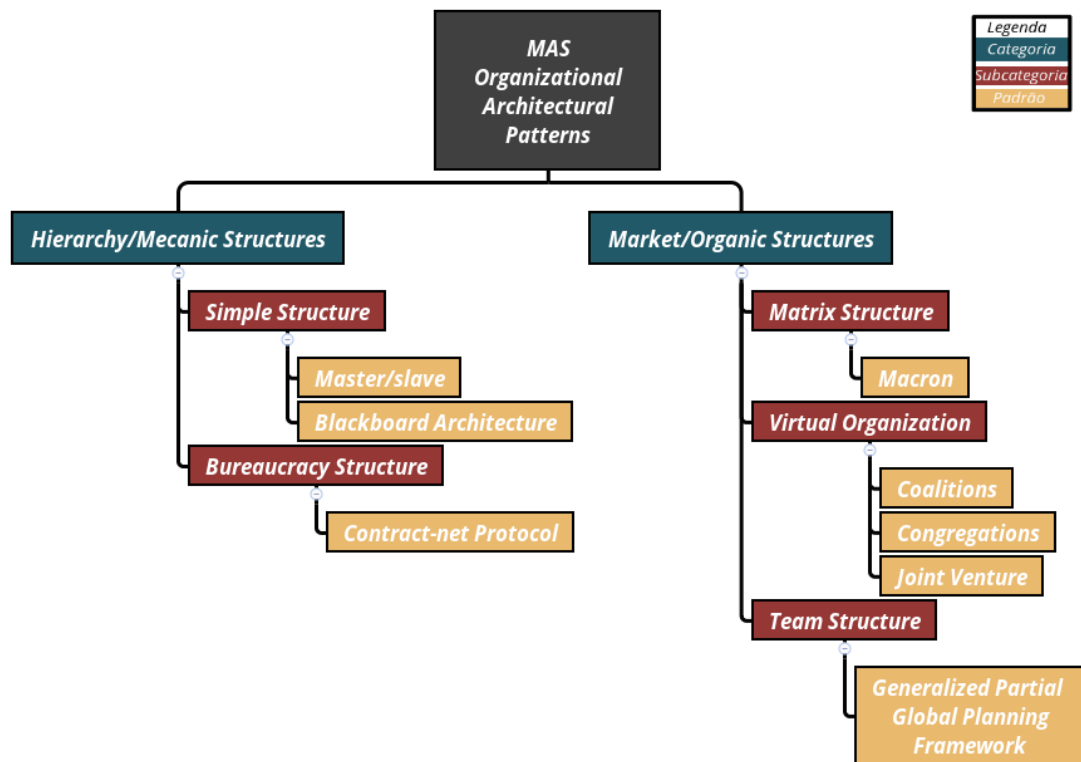 MAS
Organizational
Architectural
Patterns
Legenda
Categoria
Subcategoria
Padrão
Hierarchy/Mecanic Structures
Simple Structure
Master/slave
Blackboard Architecture
Bureaucracy Structure
Contract-net Protocol
Market/Organic Structures
Matrix Structure
Macron
Virtual Organization
Coalitions
Congregations
Joint Venture
Team Structure
Generalized Partial
Global Planning
Framework